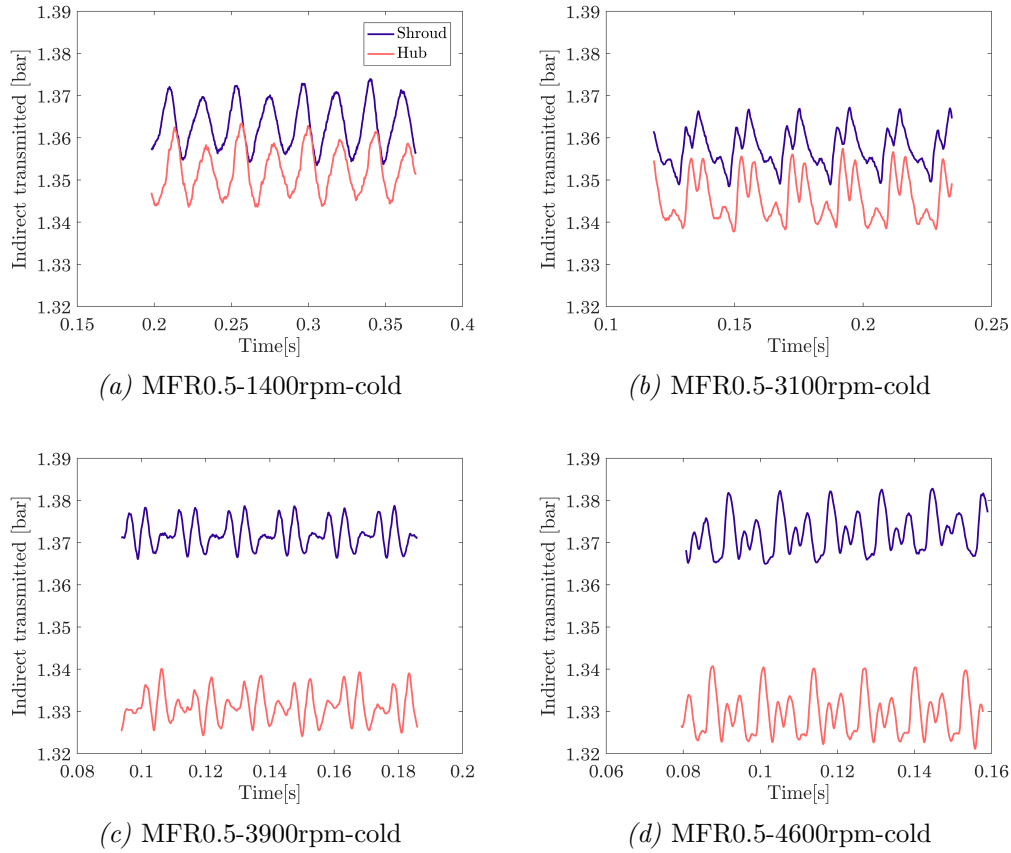 1.39
1.38
1.37
1.36
1.35
1.34
1.33
1.32
Indirect transmitted [bar]
Shroud
Hub
0.15 0.2 0.25 0.3 0.35 0.4
Time[s]
(a) MFR0.5-1400rpm-cold
1.39
1.38
1.37
1.36
1.35
1.34
1.33
1.32
Indirect transmitted [bar]
0.1 0.15 0.2 0.25
Time[s]
(b) MFR0.5-3100rpm-cold
1.39
1.38
1.37
1.36
1.35
1.34
1.33
1.32
Indirect transmitted [bar]
0.08 0.1 0.12 0.14 0.16 0.18 0.2
Time[s]
(c) MFR0.5-3900rpm-cold
1.39
1.38
1.37
1.36
1.35
1.34
1.33
1.32
Indirect transmitted [bar]
0.06 0.08 0.1 0.12 0.14 0.16
Time[s]
(d) MFR0.5-4600rpm-cold